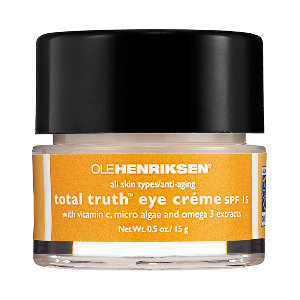 OLEHENRIKSEN®
all skin types/anti-aging
total truth™ eye créme SPF 15
with vitamin c, micro algae and omega 3 extracts
Net Wt. 0.5 oz/15 g